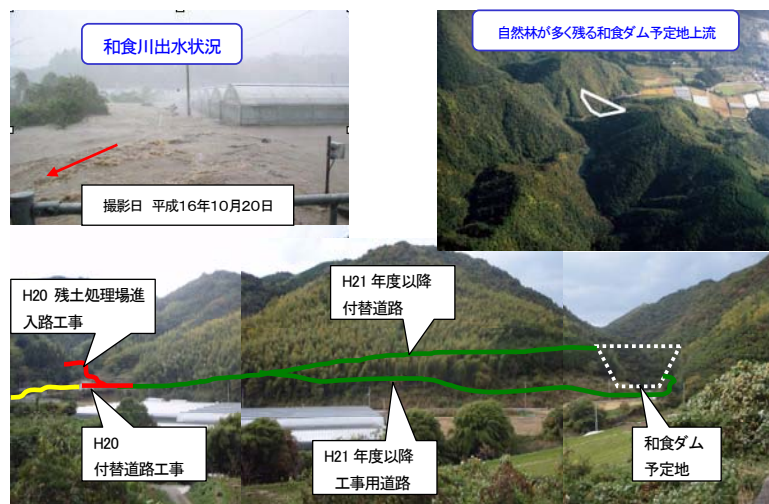 和食川出水状況
自然林が多く残る和食ダム予定地上流
撮影日 平成16年10月20日
H20 残土処理場進
入路工事
H21 年度以降
付替道路
H20
付替道路工事
H21 年度以降
工事用道路
和食ダム
予定地